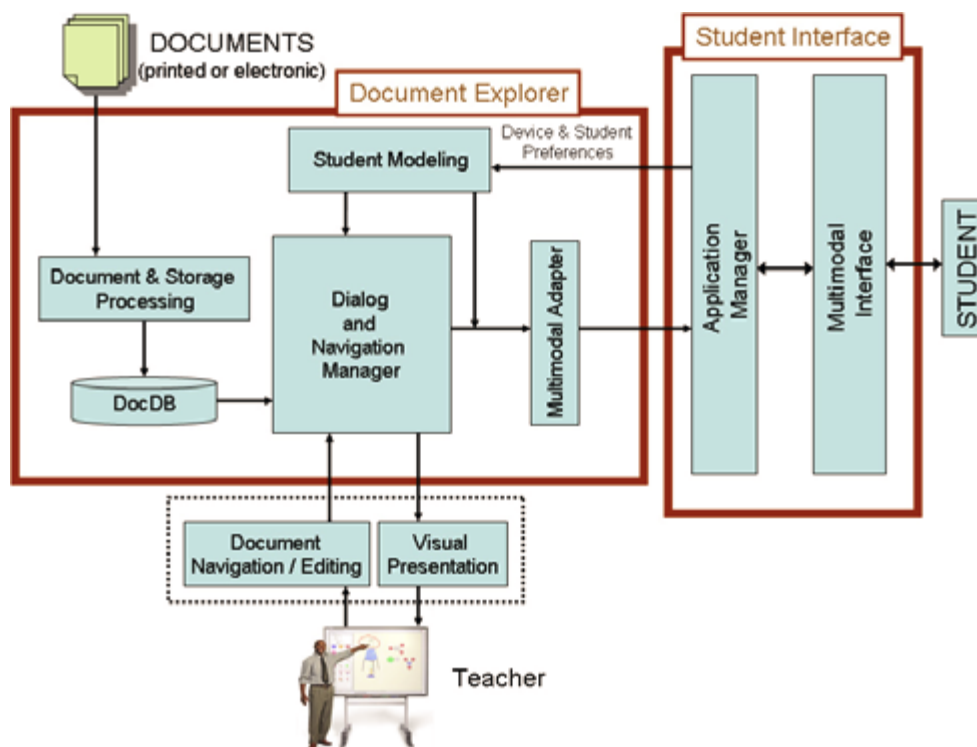 DOCUMENTS
(printed or electronic)
Student Interface
Document Explorer
Device & Student
Preferences
Student Modeling
Document & Storage
Processing
DocDB
Dialog
and
Navigation
Manager
Multimodal Adapter
Application
Manager
Multimodal
Interface
STUDENT
Document
Navigation / Editing
Visual
Presentation
Teacher